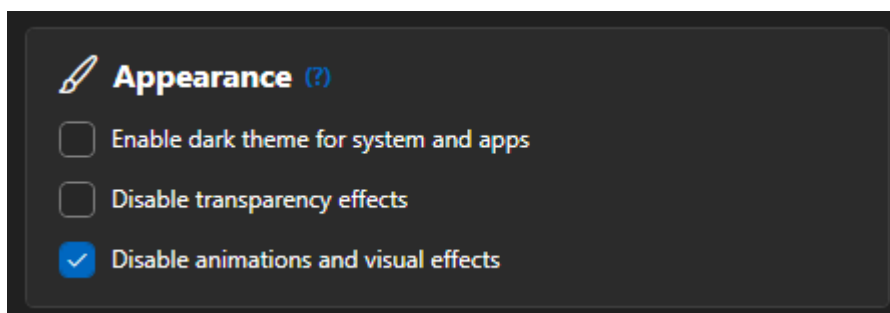 Appearance (?)
Enable dark theme for system and apps
Disable transparency effects
Disable animations and visual effects